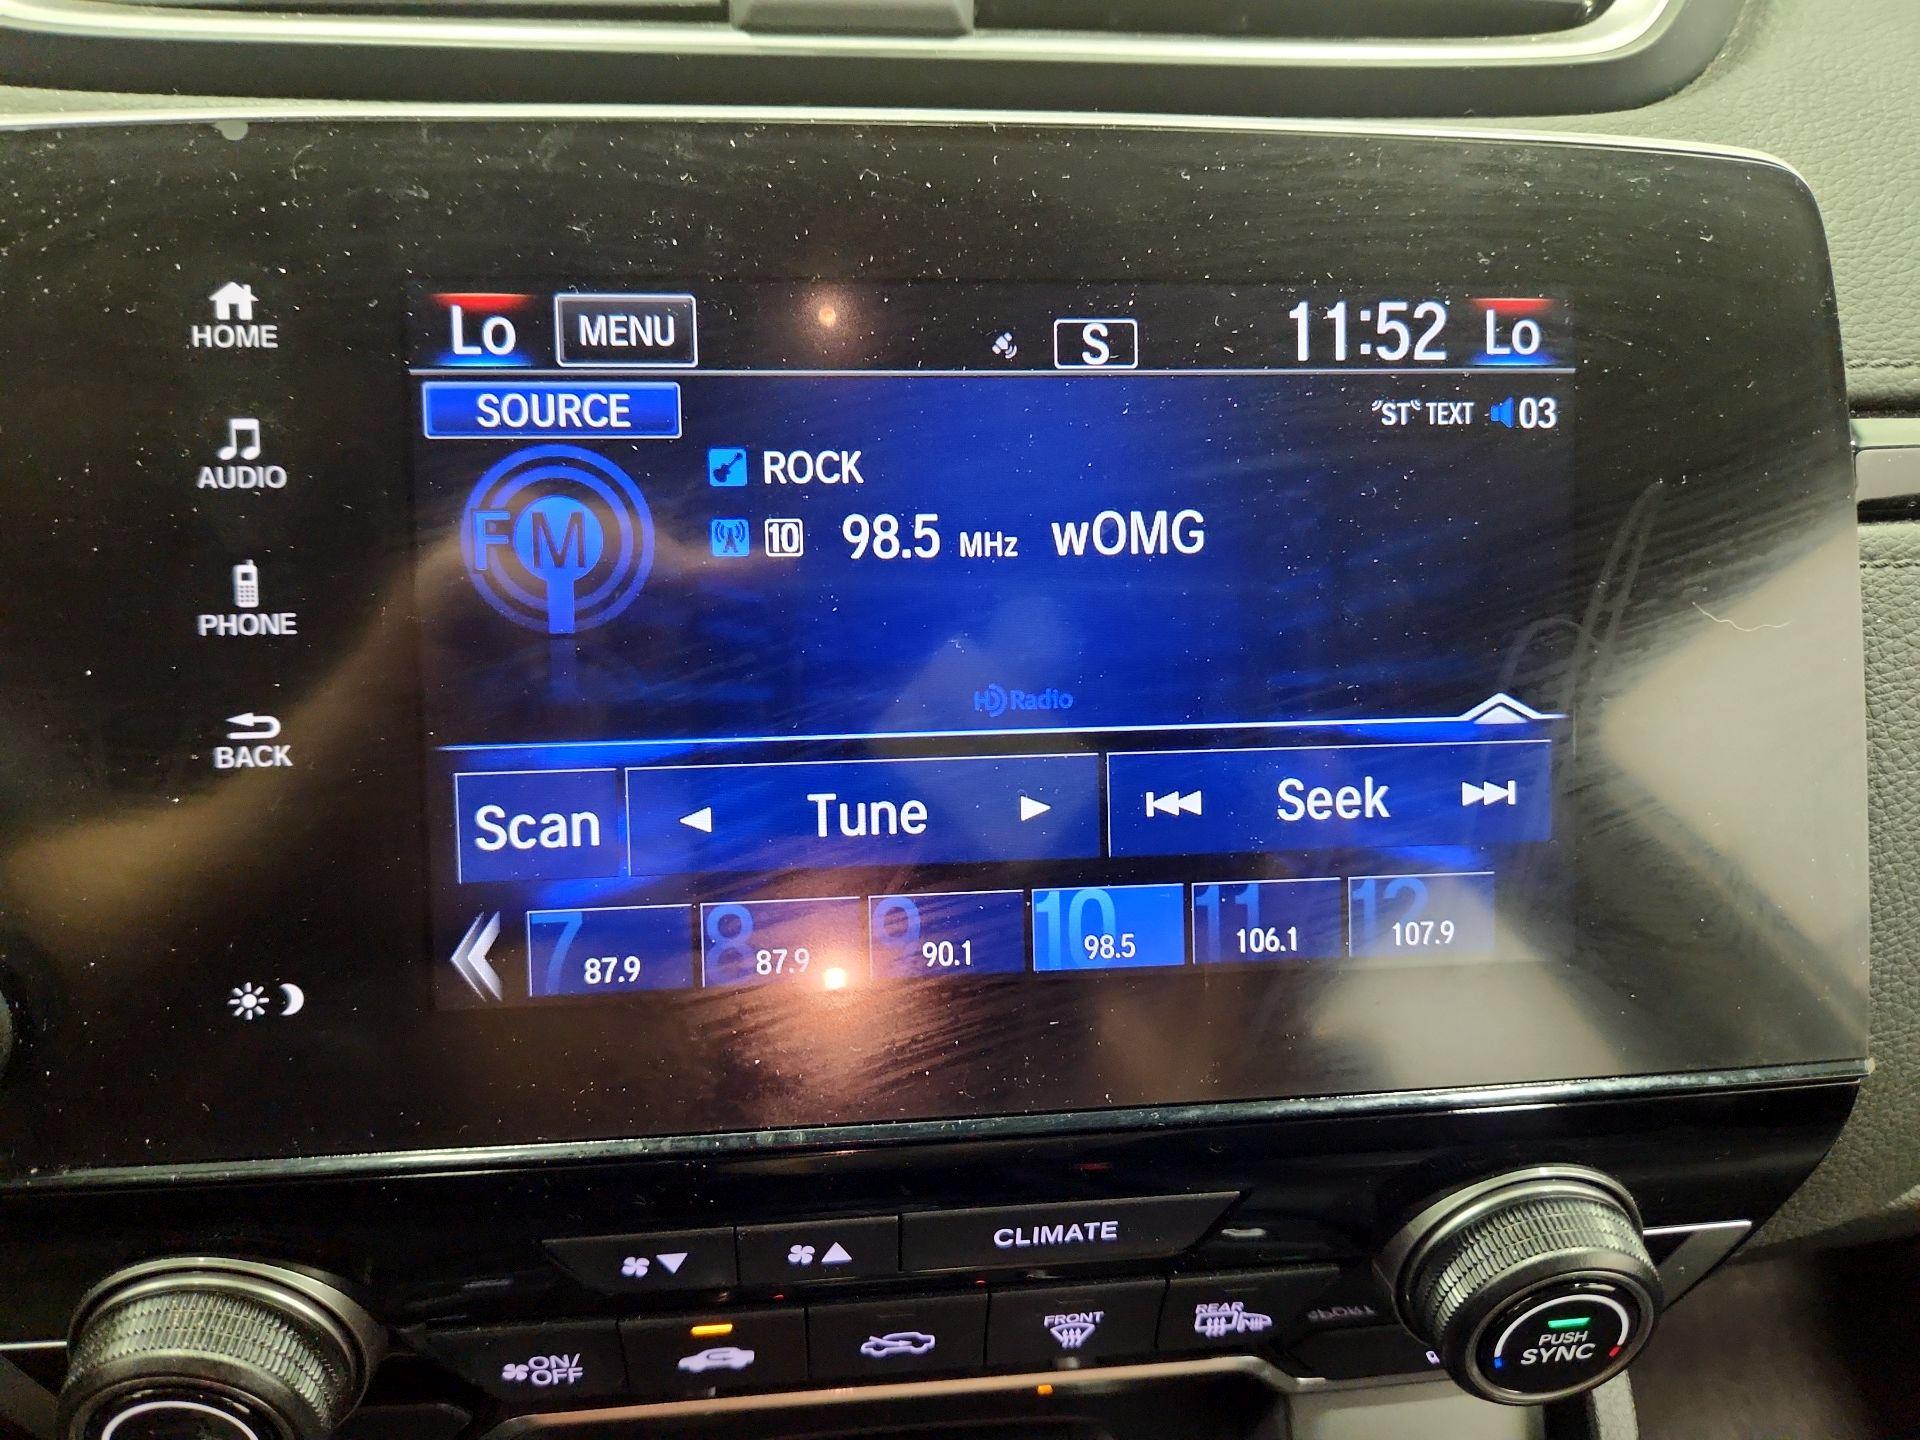 HOME
AUDIO
PHONE
BACK
Lo MENU S 11:52 Lo
SOURCE "ST" TEXT 03
FM
ROCK
10 98.5 MHz wOMG
HD Radio
Scan Tune Seek
7 87.9 8 87.9 9 90.1 10 98.5 11 106.1 12 107.9
CLIMATE
ON/
OFF
FRONT
REAR
PUSH
SYNC